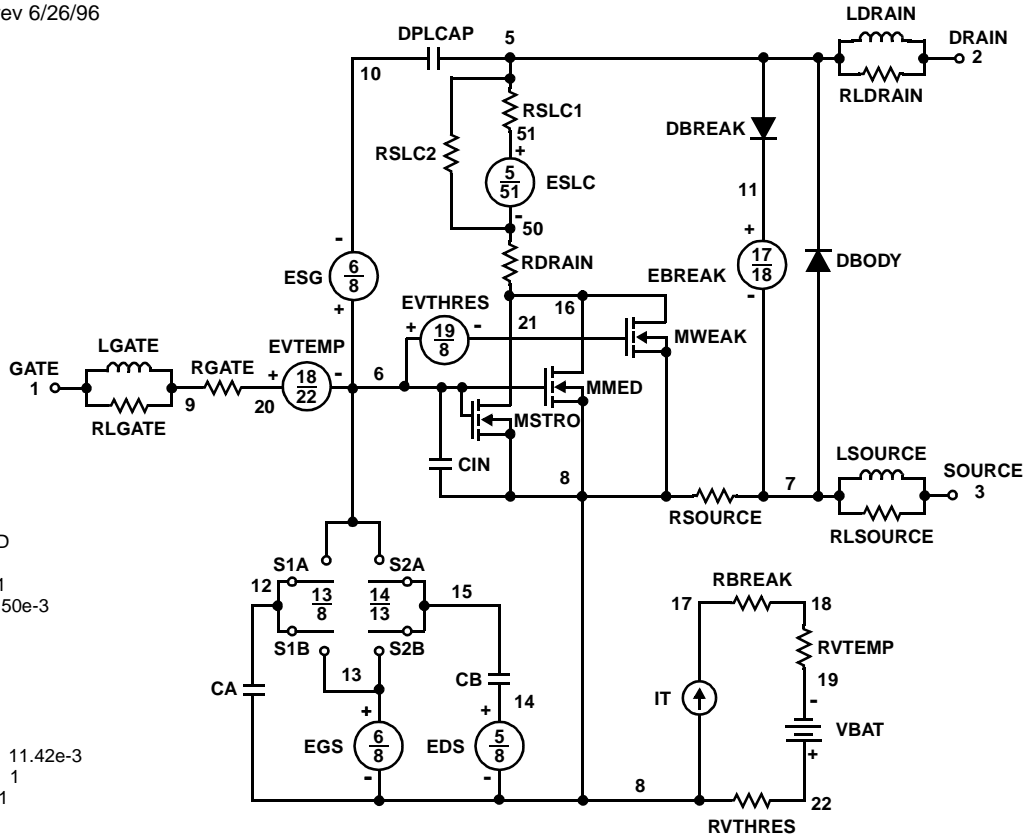 ev 6/26/96
LDRAIN
DPLCAP
5
DRAIN
2
10
RLDRAIN
RSLC1
51
+
DBREAK
RSLC2
5
51
ESLC
11
-
50
-
+
17
18
DBODY
RDRAIN
EBREAK
-
6
8
ESG
+
EVTHRES
16
21
+
19
8
-
MWEAK
LGATE
EVTEMP
GATE
1
RGATE
+
18
22
-
6
MMED
9
20
MSTRO
RLGATE
LSOURCE
CIN
8
7
SOURCE
3
RSOURCE
RLSOURCE
D
S1A
S2A
RBREAK
1
12
15
50e-3
13
8
14
13
17
18
RVTEMP
S1B
S2B
13
CB
19
CA
14
IT
-
+
+
VBAT
EGS
6
8
EDS
5
8
+
11.42e-3
-
-
1
8
22
1
RVTHRES